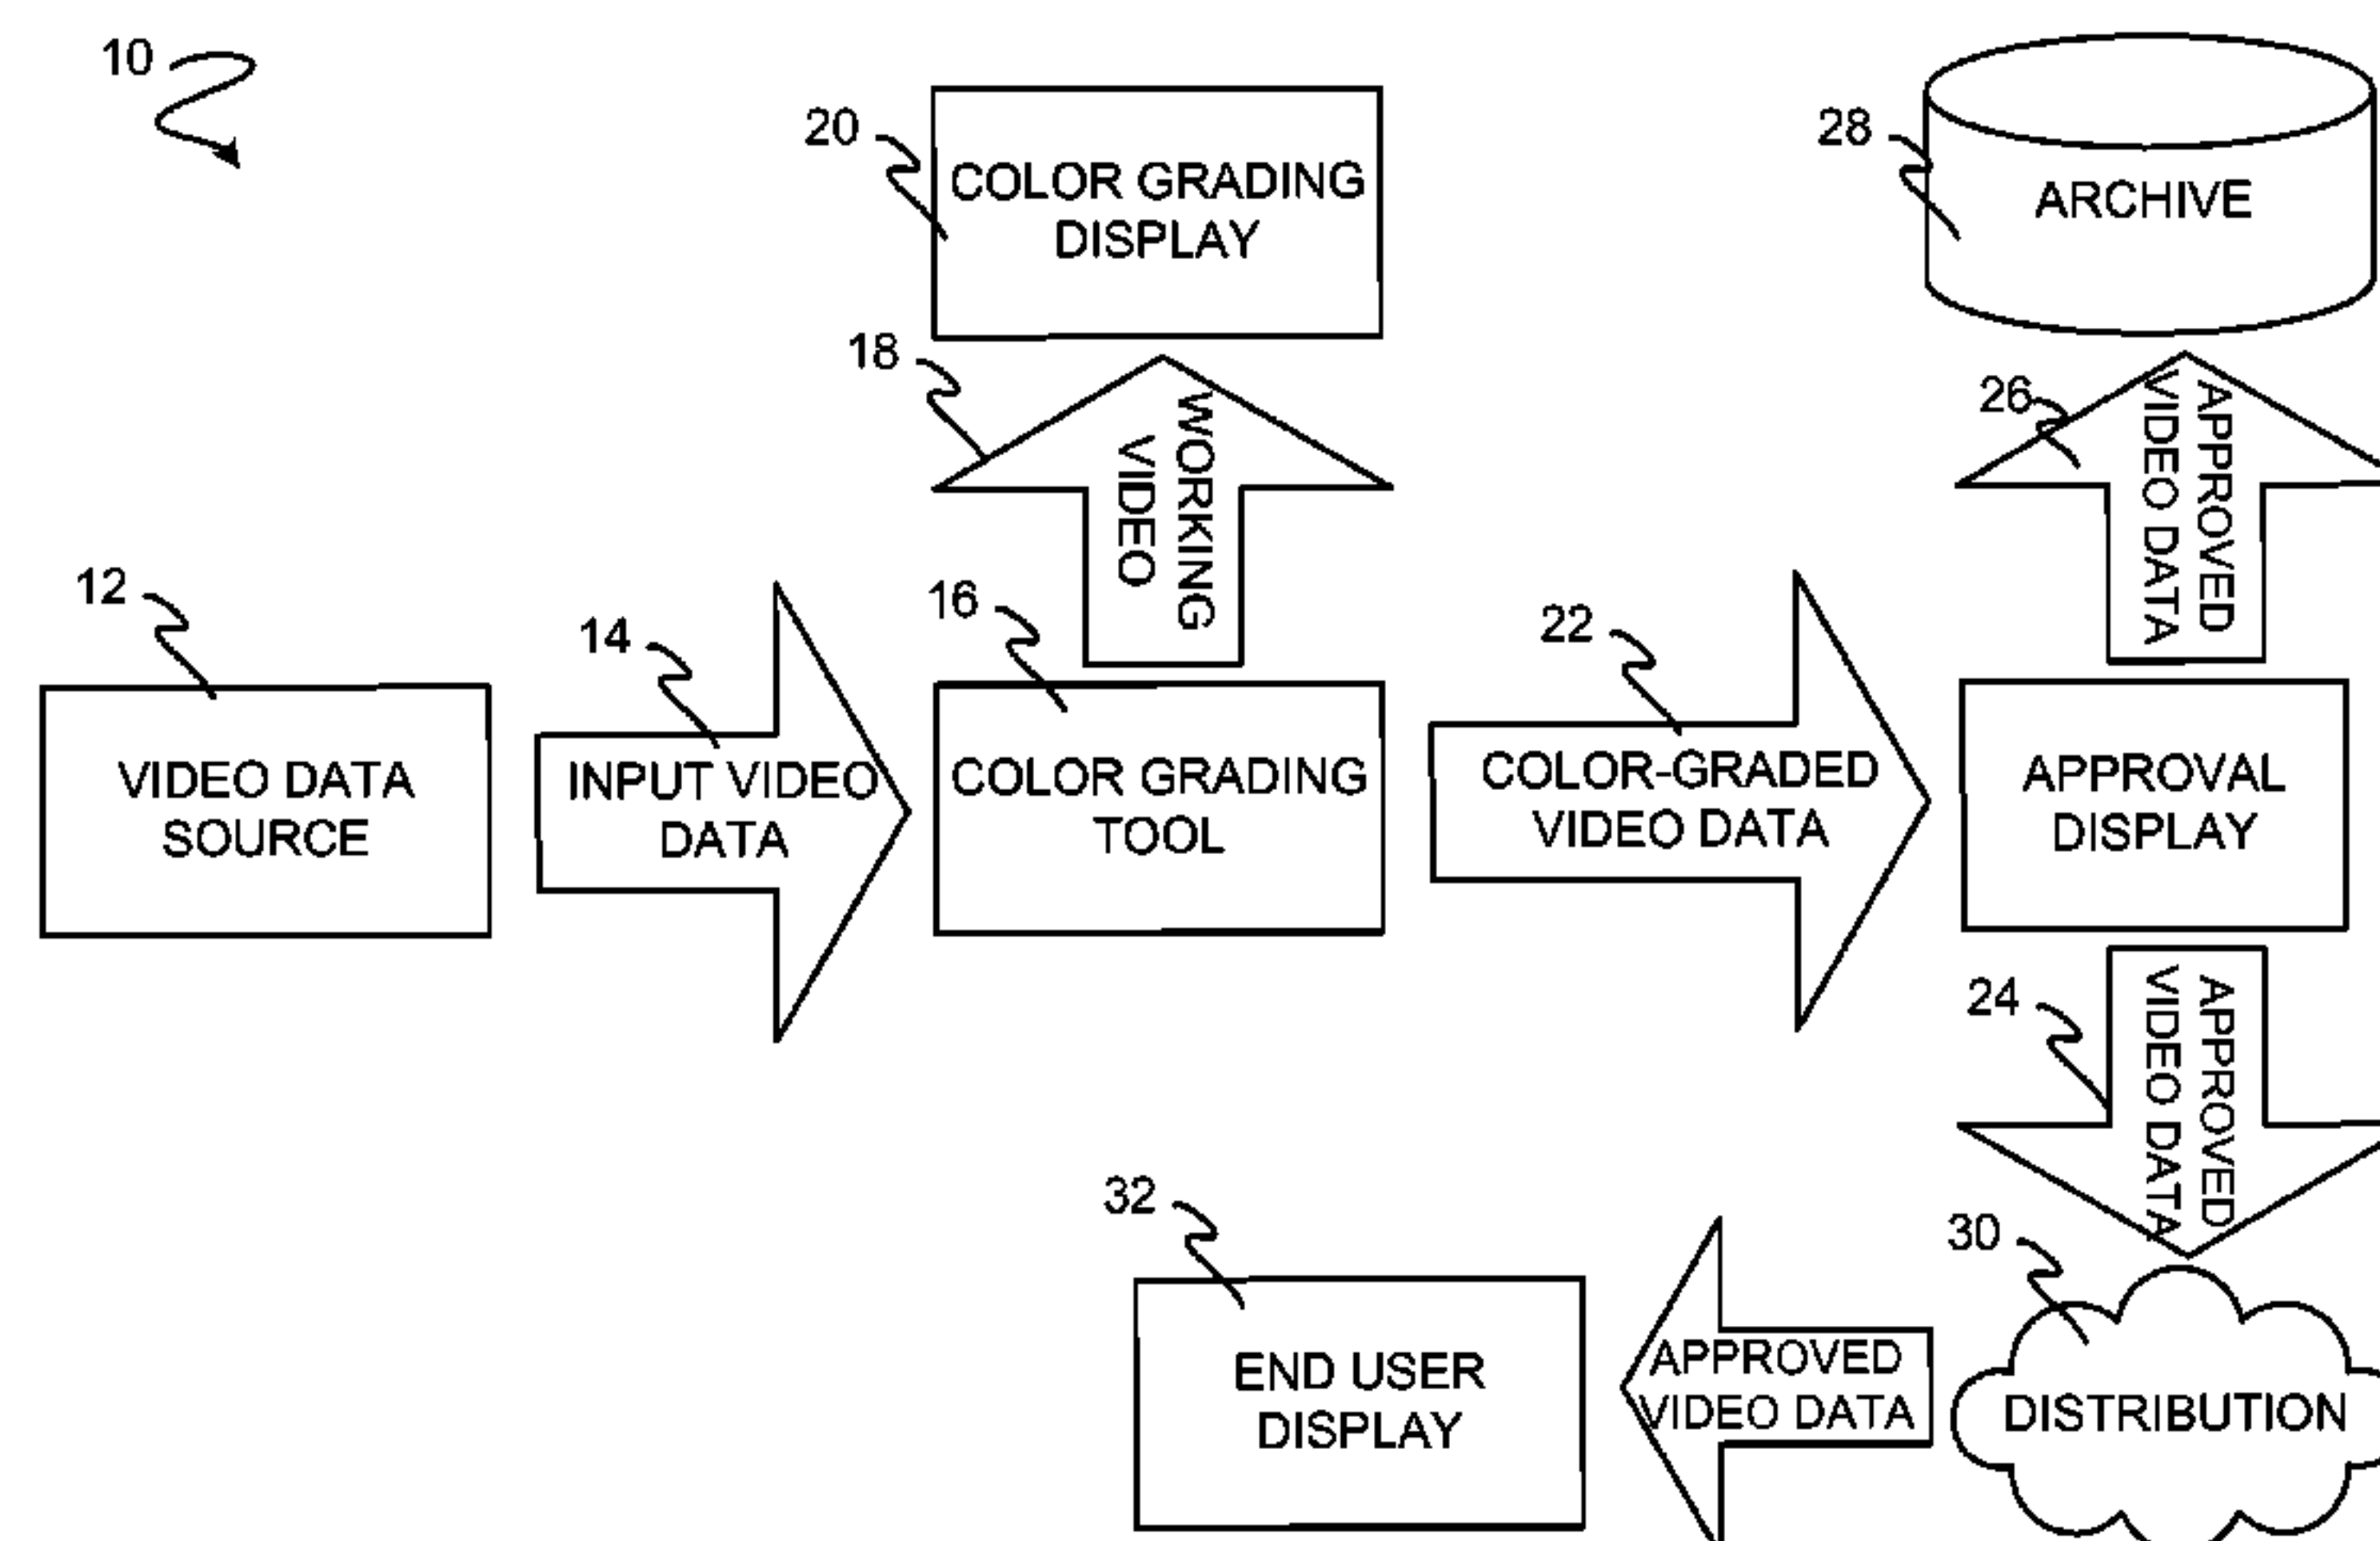 10
20
COLOR GRADING
DISPLAY
28
ARCHIVE
18
WORKING
VIDEO
26
APPROVED
VIDEO DATA
12
VIDEO DATA
SOURCE
14
INPUT VIDEO
DATA
16
COLOR GRADING
TOOL
22
COLOR-GRADED
VIDEO DATA
APPROVAL
DISPLAY
24
APPROVED
VIDEO DATA
32
END USER
DISPLAY
APPROVED
VIDEO DATA
30
DISTRIBUTION